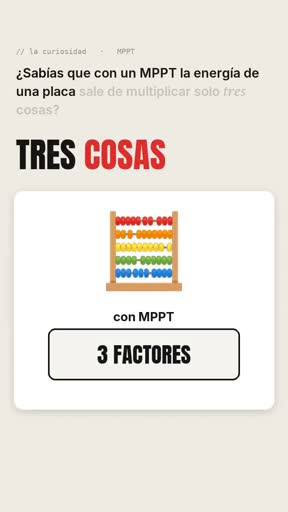 // la curiosidad · MPPT
¿Sabías que con un MPPT la energía de
una placa sale de multiplicar solo tres
cosas?
TRES COSAS
con MPPT
3 FACTORES